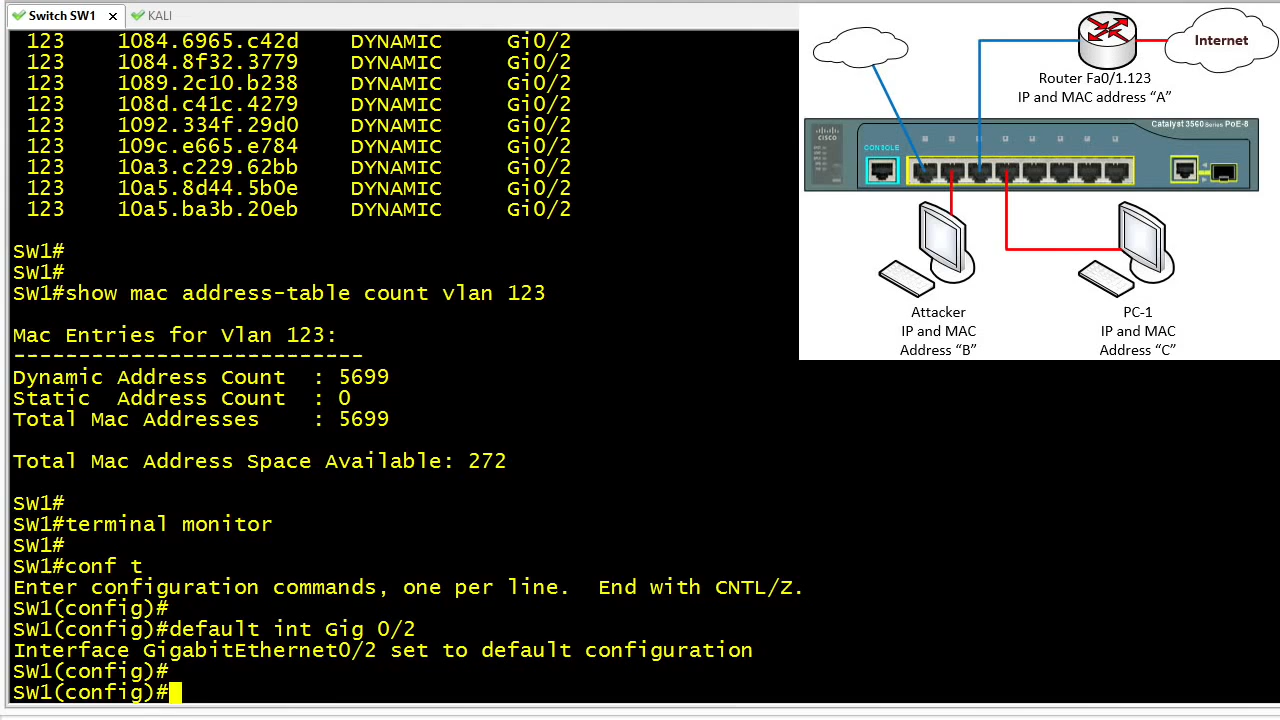 Switch SW1 ×
KALI
123 1084.6965.c42d DYNAMIC Gi0/2
123 1084.8f32.3779 DYNAMIC Gi0/2
123 1089.2c10.b238 DYNAMIC Gi0/2
123 108d.c41c.4279 DYNAMIC Gi0/2
123 1092.334f.29d0 DYNAMIC Gi0/2
123 109c.e665.e784 DYNAMIC Gi0/2
123 10a3.c229.62bb DYNAMIC Gi0/2
123 10a5.8d44.5b0e DYNAMIC Gi0/2
123 10a5.ba3b.20eb DYNAMIC Gi0/2
SW1#
SW1#
SW1#show mac address-table count vlan 123
Mac Entries for Vlan 123:
---------------------------
Dynamic Address Count : 5699
Static Address Count : 0
Total Mac Addresses : 5699
Total Mac Address Space Available: 272
SW1#
SW1#terminal monitor
SW1#
SW1#conf t
Enter configuration commands, one per line. End with CNTL/Z.
SW1(config)#
SW1(config)#default int Gig 0/2
Interface GigabitEthernet0/2 set to default configuration
SW1(config)#
SW1(config)#
Internet
Router Fa0/1.123
IP and MAC address “A”
Catalyst 3560 Series PoE-8
CISCO
CONSOLE
Attacker
IP and MAC
Address “B”
PC-1
IP and MAC
Address “C”